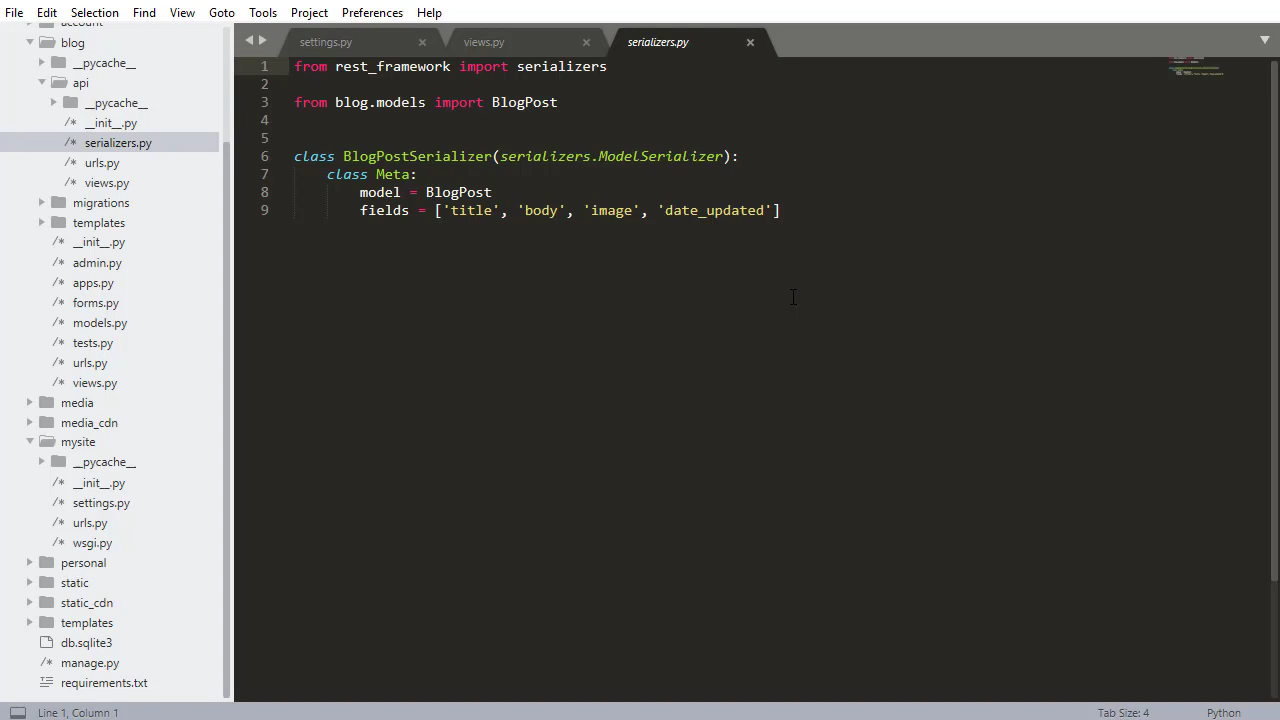 File Edit Selection Find View Goto Tools Project Preferences Help
account
blog
__pycache__
api
__pycache__
__init__.py
serializers.py
urls.py
views.py
migrations
templates
__init__.py
admin.py
apps.py
forms.py
models.py
tests.py
urls.py
views.py
media
media_cdn
mysite
__pycache__
__init__.py
settings.py
urls.py
wsgi.py
personal
static
static_cdn
templates
db.sqlite3
manage.py
requirements.txt
settings.py views.py serializers.py
1 from rest_framework import serializers
2
3 from blog.models import BlogPost
4
5
6 class BlogPostSerializer(serializers.ModelSerializer):
7     class Meta:
8         model = BlogPost
9         fields = ['title', 'body', 'image', 'date_updated']
Line 1, Column 1 Tab Size: 4 Python